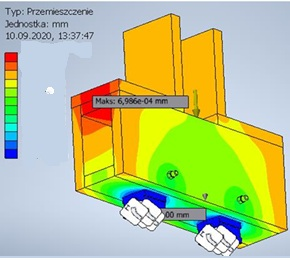 Typ: Przemieszczenie
Jednostka: mm
10.09.2020, 13:37:47
Maks: 6,986e-04 mm
00 mm